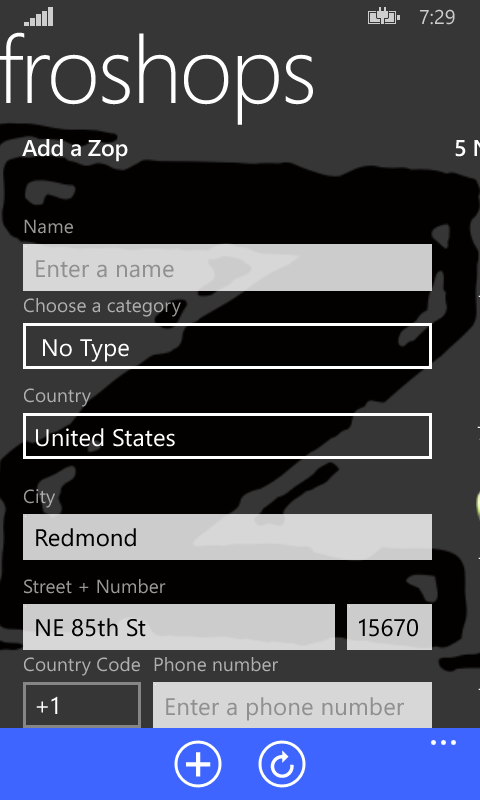 7:29
froshops
Add a Zop 5 N
Name
Enter a name
Choose a category
No Type
Country
United States
City
Redmond
Street + Number
NE 85th St 15670
Country Code Phone number
+1 Enter a phone number